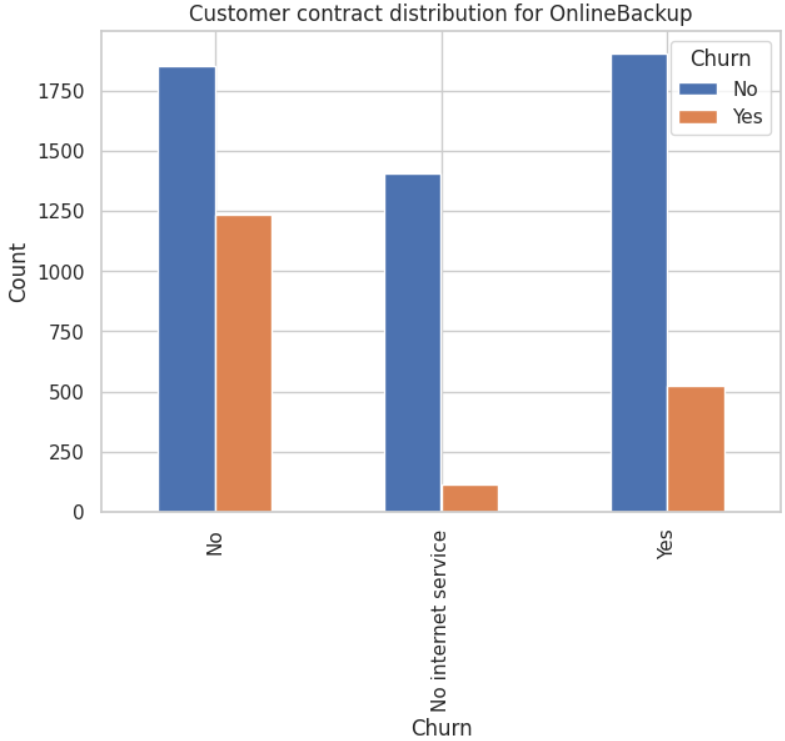 Customer contract distribution for OnlineBackup
Churn
No
Yes
1750
1500
1250
1000
750
500
250
0
Count
No
No internet service
Yes
Churn